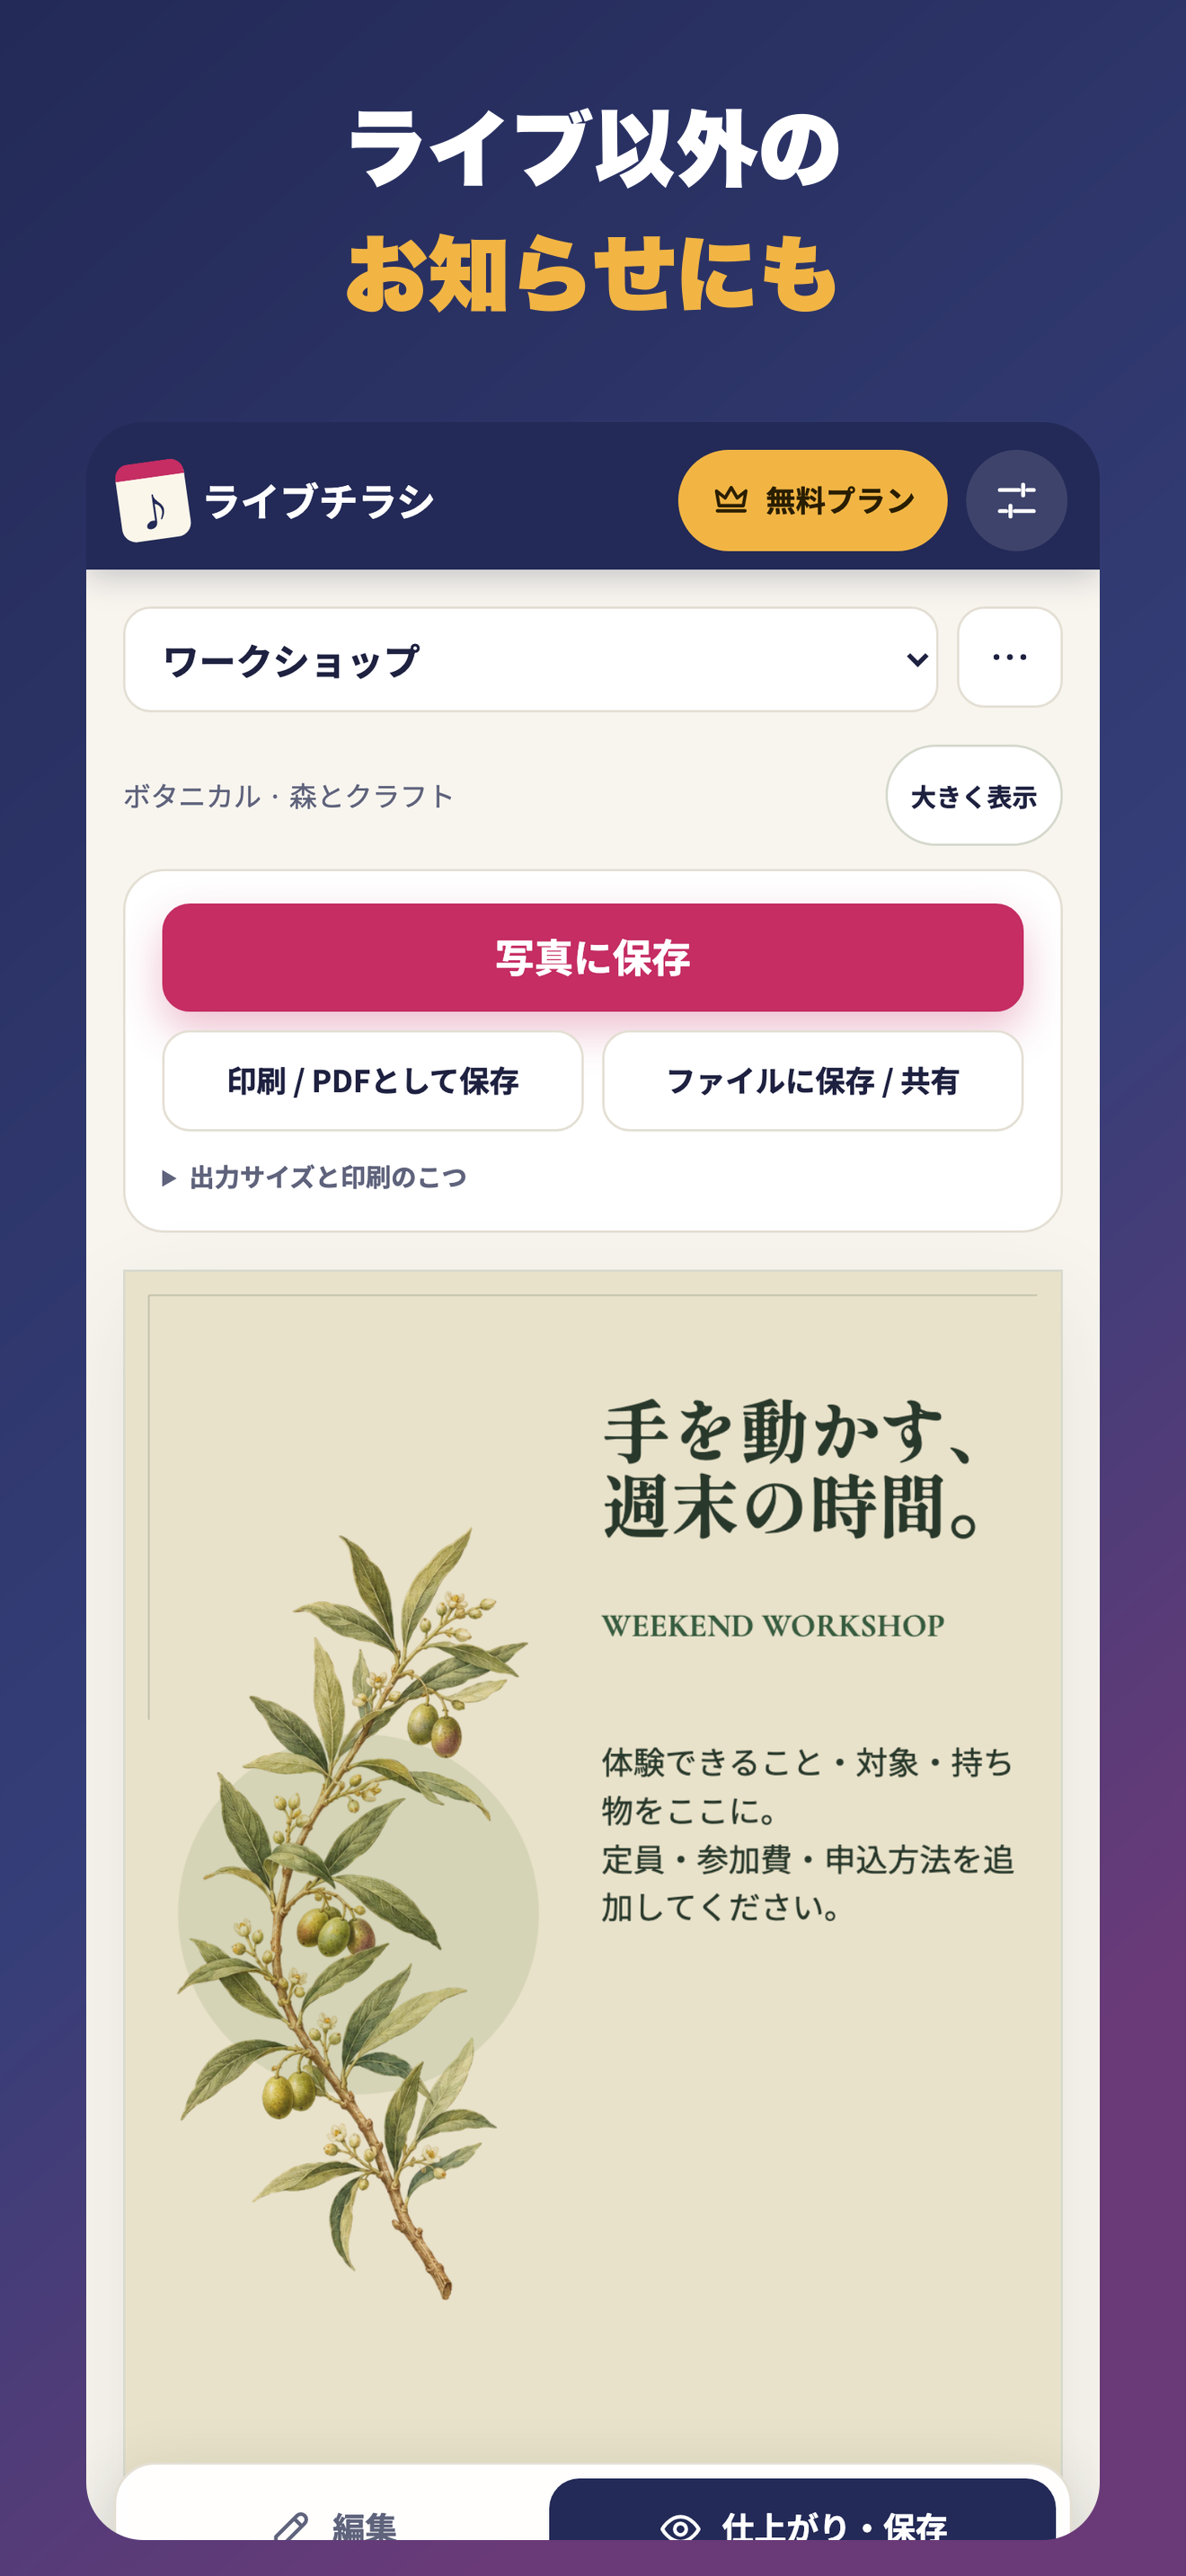 ライブ以外の
お知らせにも
ライブチラシ
無料プラン
ワークショップ
ボタニカル・森とクラフト
大きく表示
写真に保存
印刷 / PDFとして保存
ファイルに保存 / 共有
出力サイズと印刷のこつ
手を動かす、
週末の時間。
WEEKEND WORKSHOP
体験できること・対象・持ち
物をここに。
定員・参加費・申込方法を追
加してください。
編集
仕上がり・保存